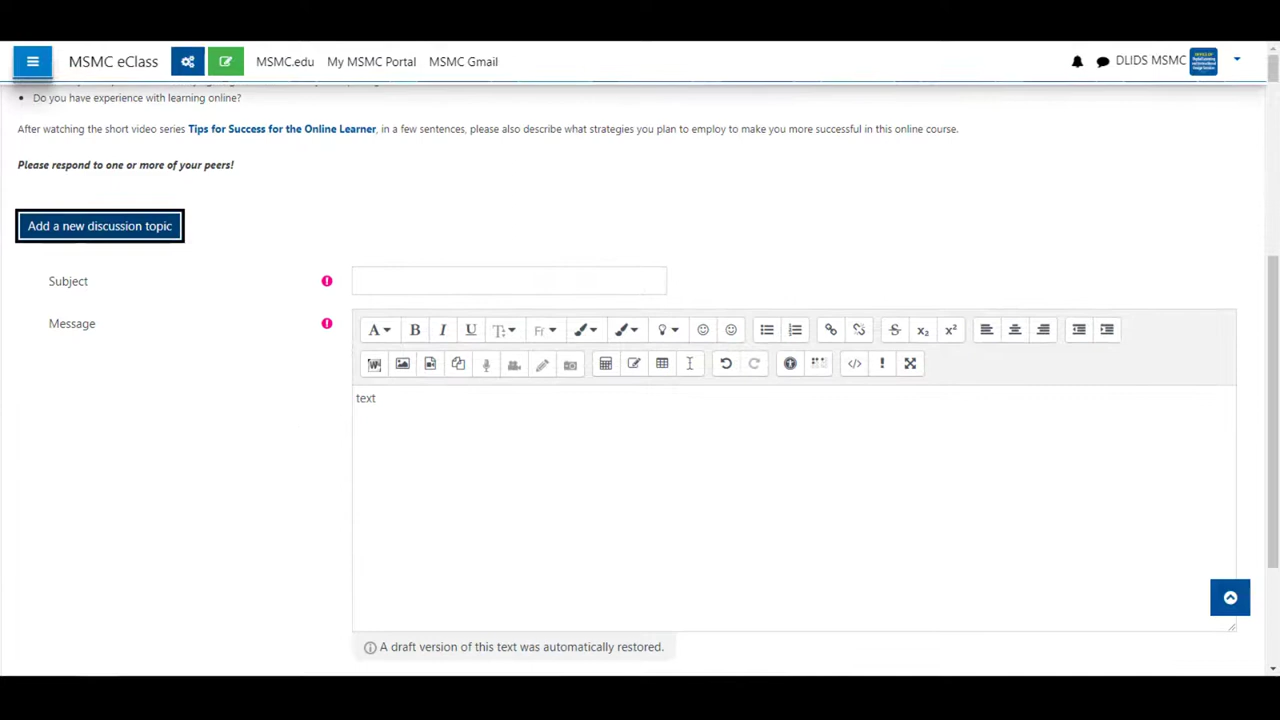 MSMC eClass MSMC.edu My MSMC Portal MSMC Gmail DLIDS MSMC
Do you have experience with learning online?
After watching the short video series Tips for Success for the Online Learner, in a few sentences, please also describe what strategies you plan to employ to make you more successful in this online course.
Please respond to one or more of your peers!
Add a new discussion topic
Subject
Message
text
A draft version of this text was automatically restored.